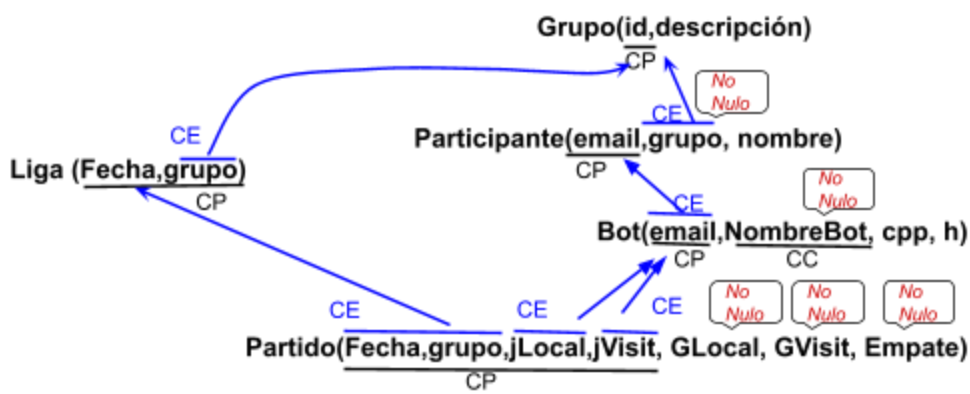 Grupo(id,descripción)
CP
No
Nulo
CE
Participante(email,grupo, nombre)
CP
CE
Liga (Fecha,grupo)
CP
No
Nulo
CE
Bot(email,NombreBot, cpp, h)
CP
CC
CE
CE
CE
No
Nulo
No
Nulo
No
Nulo
Partido(Fecha,grupo,jLocal,jVisit, GLocal, GVisit, Empate)
CP